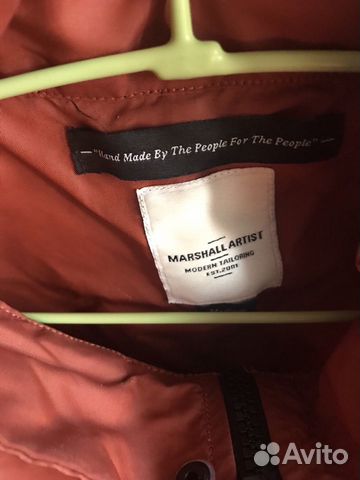 — "Hand Made By The People For The People" —
MARSHALL ARTIST
MODERN TAILORING
EST.2001
Avito